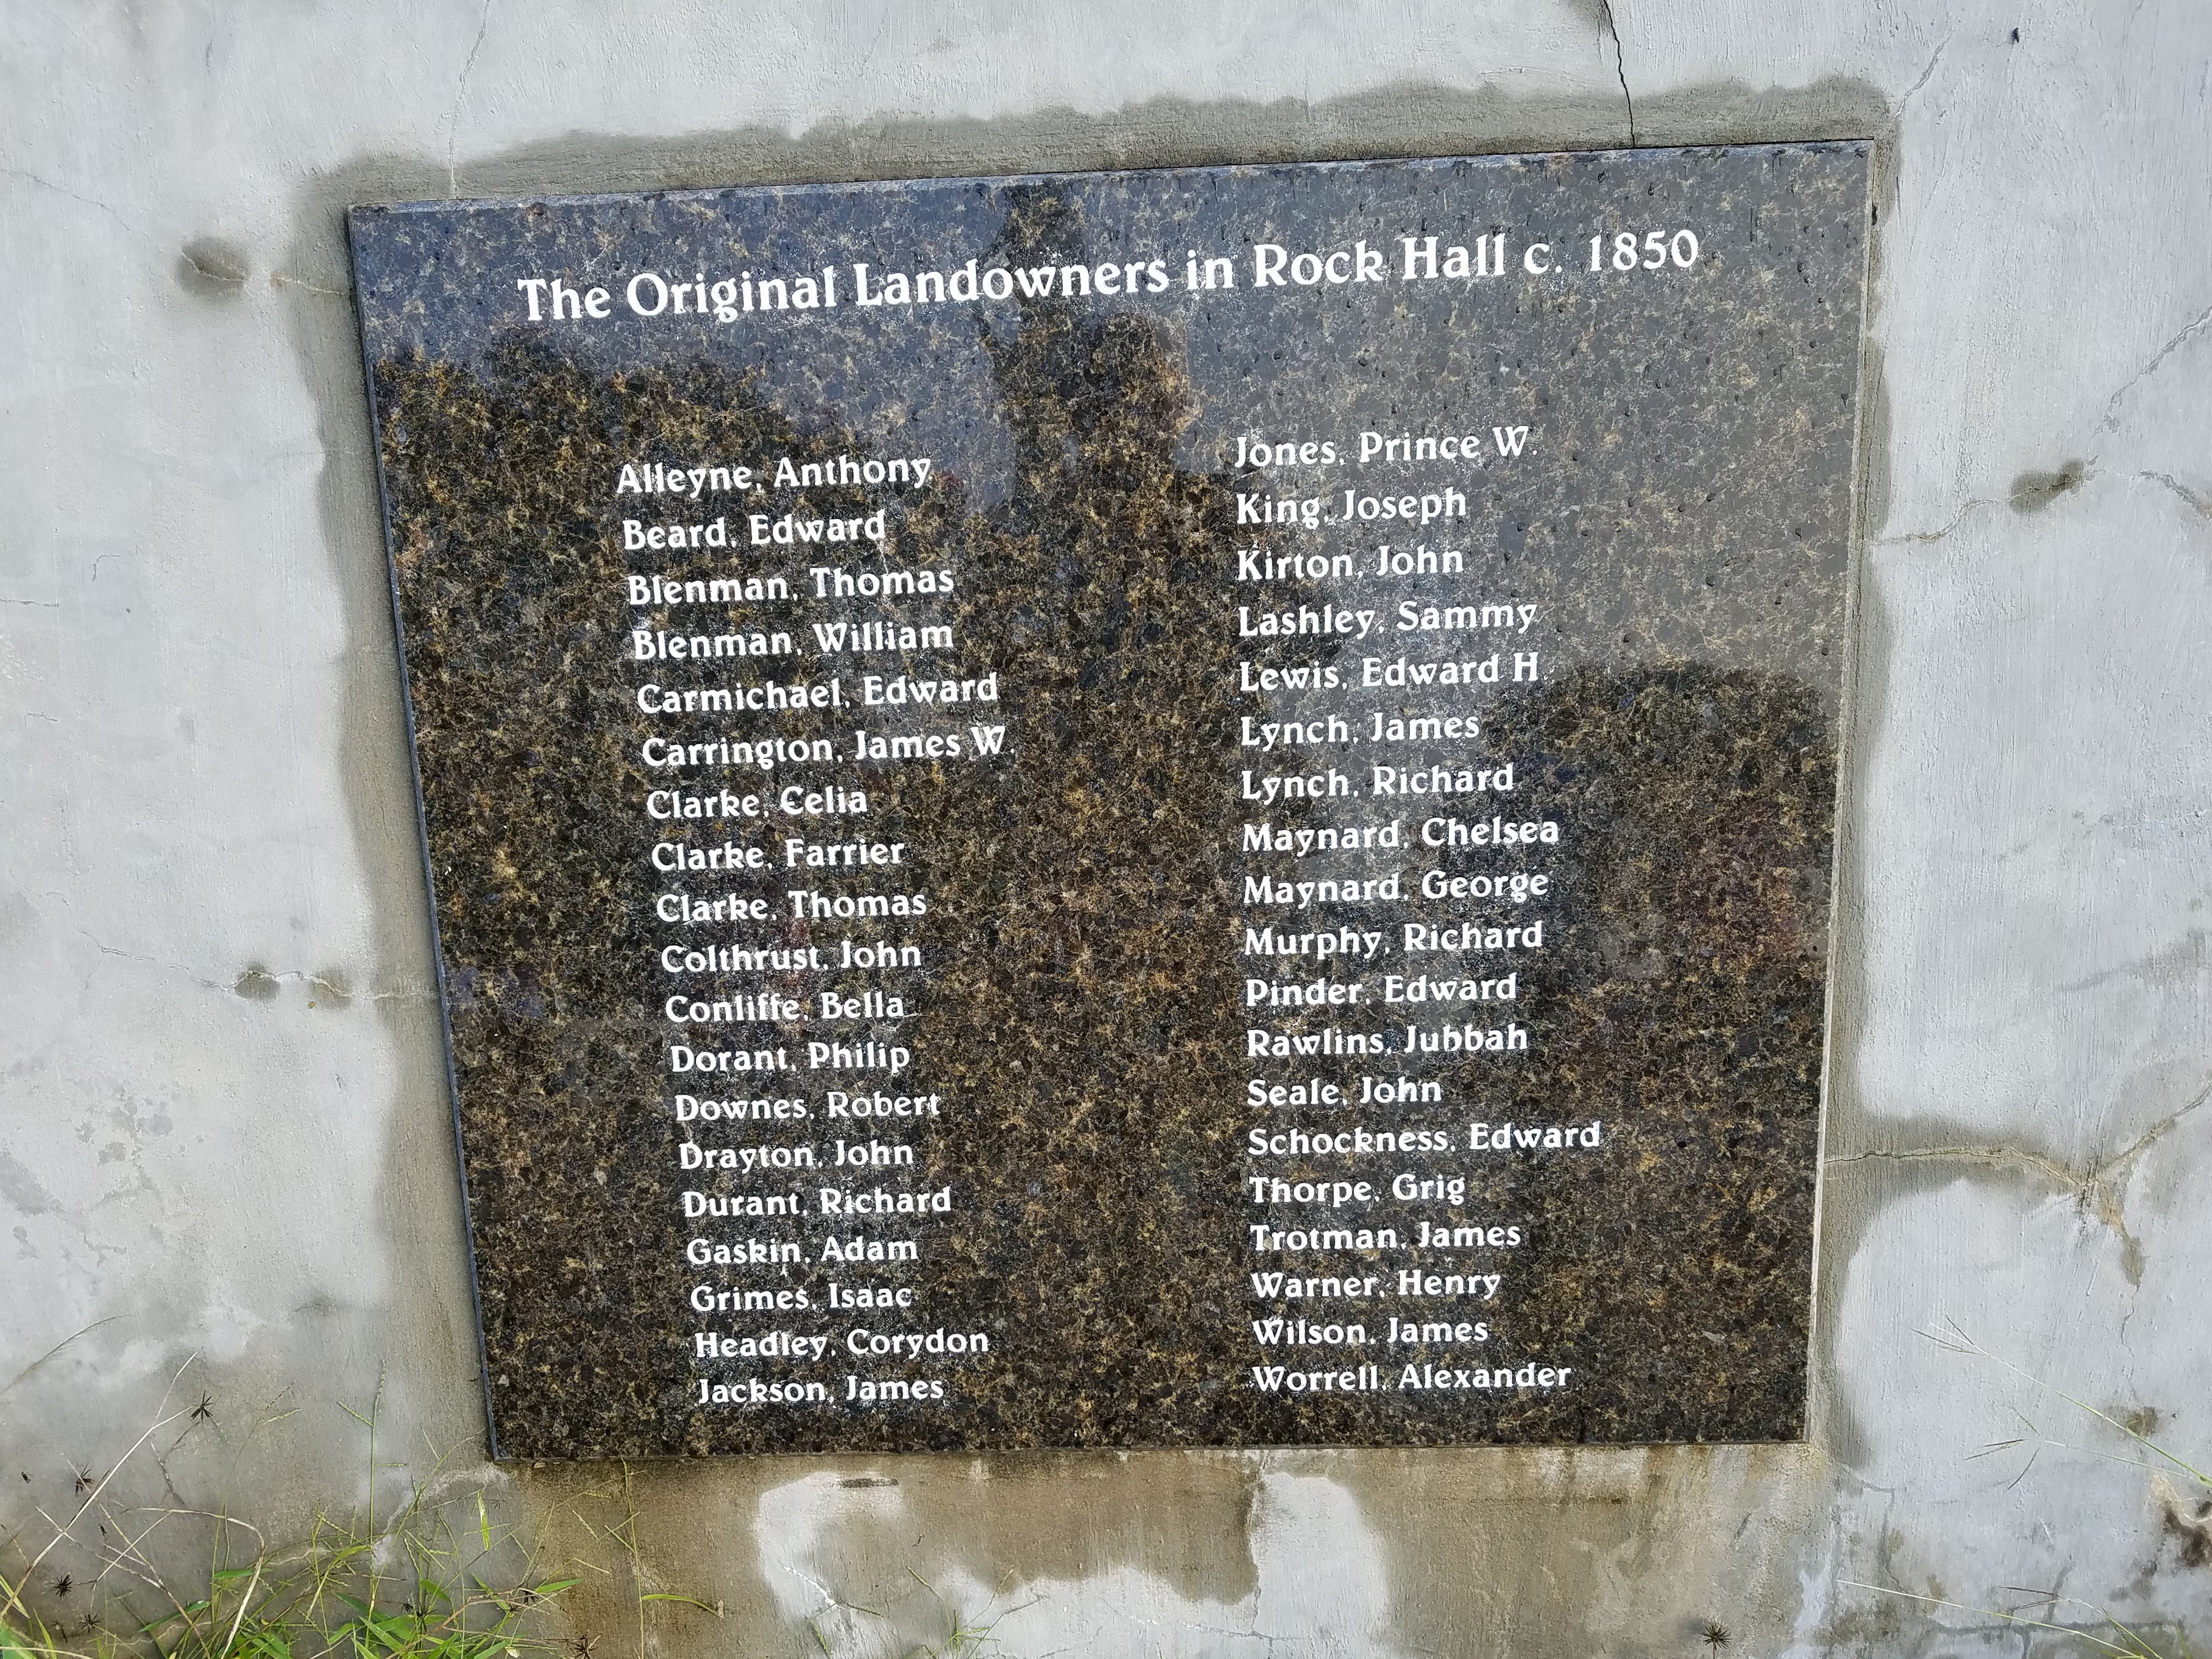 The Original Landowners in Rock Hall c. 1850
Alleyne, Anthony
Beard, Edward
Blenman, Thomas
Blenman, William
Carmichael, Edward
Carrington, James W.
Clarke, Celia
Clarke, Farrier
Clarke, Thomas
Colthrust, John
Conliffe, Bella
Dorant, Philip
Downes, Robert
Drayton, John
Durant, Richard
Gaskin, Adam
Grimes, Isaac
Headley, Corydon
Jackson, James
Jones, Prince W.
King, Joseph
Kirton, John
Lashley, Sammy
Lewis, Edward H.
Lynch, James
Lynch, Richard
Maynard, Chelsea
Maynard, George
Murphy, Richard
Pinder, Edward
Rawlins, Jubbah
Seale, John
Schockness, Edward
Thorpe, Grig
Trotman, James
Warner, Henry
Wilson, James
Worrell, Alexander